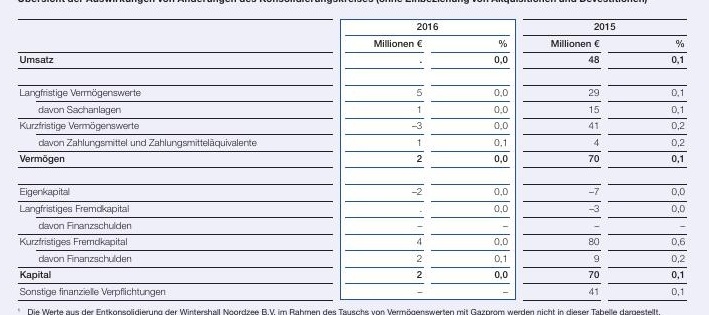 Übersicht der Auswirkungen von Änderungen des Konsolidierungskreises (ohne Einbeziehung von Akquisitionen und Devestitionen)
2016 2015
Millionen € % Millionen € %
Umsatz . 0,0 48 0,1
Langfristige Vermögenswerte 5 0,0 29 0,1
davon Sachanlagen 1 0,0 15 0,1
Kurzfristige Vermögenswerte –3 0,0 41 0,2
davon Zahlungsmittel und Zahlungsmitteläquivalente 1 0,1 4 0,2
Vermögen 2 0,0 70 0,1
Eigenkapital –2 0,0 –7 0,0
Langfristiges Fremdkapital . 0,0 –3 0,0
davon Finanzschulden – – – –
Kurzfristiges Fremdkapital 4 0,0 80 0,6
davon Finanzschulden 2 0,1 9 0,2
Kapital 2 0,0 70 0,1
Sonstige finanzielle Verpflichtungen – – 41 0,1
¹ Die Werte aus der Entkonsolidierung der Wintershall Noordzee B.V. im Rahmen des Tauschs von Vermögenswerten mit Gazprom werden nicht in dieser Tabelle dargestellt.